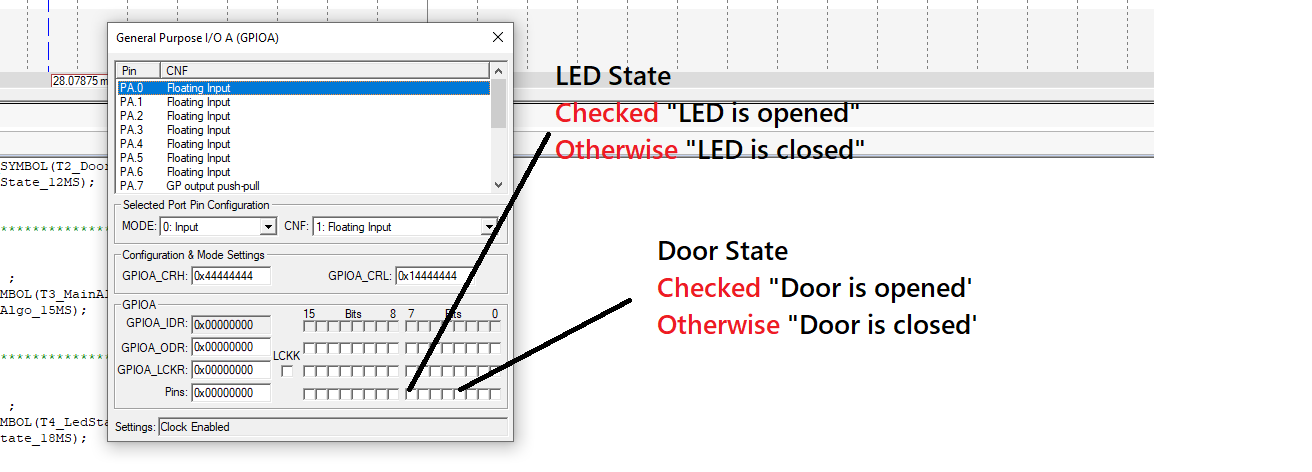 General Purpose I/O A (GPIOA)
Pin CNF
PA.0 Floating Input
PA.1 Floating Input
PA.2 Floating Input
PA.3 Floating Input
PA.4 Floating Input
PA.5 Floating Input
PA.6 Floating Input
PA.7 GP output push-pull
Selected Port Pin Configuration
MODE: 0: Input CNF: 1: Floating Input
Configuration & Mode Settings
GPIOA_CRH: 0x44444444 GPIOA_CRL: 0x14444444
GPIOA
15 Bits 8 7 Bits 0
GPIOA_IDR: 0x00000000
GPIOA_ODR: 0x00000000
LCKK
GPIOA_LCKR: 0x00000000
Pins: 0x00000000
Settings: Clock Enabled
28.07875 m
SYMBOL(T2_Door
State_12MS);
***************
;
MBOL(T3_MainAl
Algo_15MS);
***************
;
MBOL(T4_LedSta
tate_18MS);
LED State
Checked "LED is opened"
Otherwise "LED is closed"
Door State
Checked "Door is opened'
Otherwise "Door is closed'